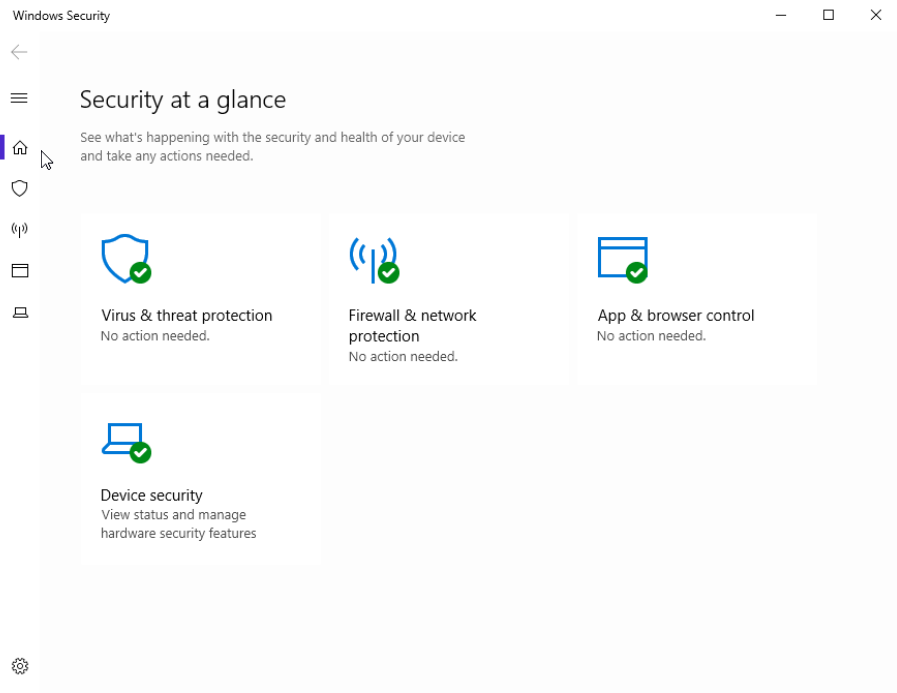 Windows Security
Security at a glance
See what's happening with the security and health of your device
and take any actions needed.
Virus & threat protection
No action needed.
Firewall & network
protection
No action needed.
App & browser control
No action needed.
Device security
View status and manage
hardware security features